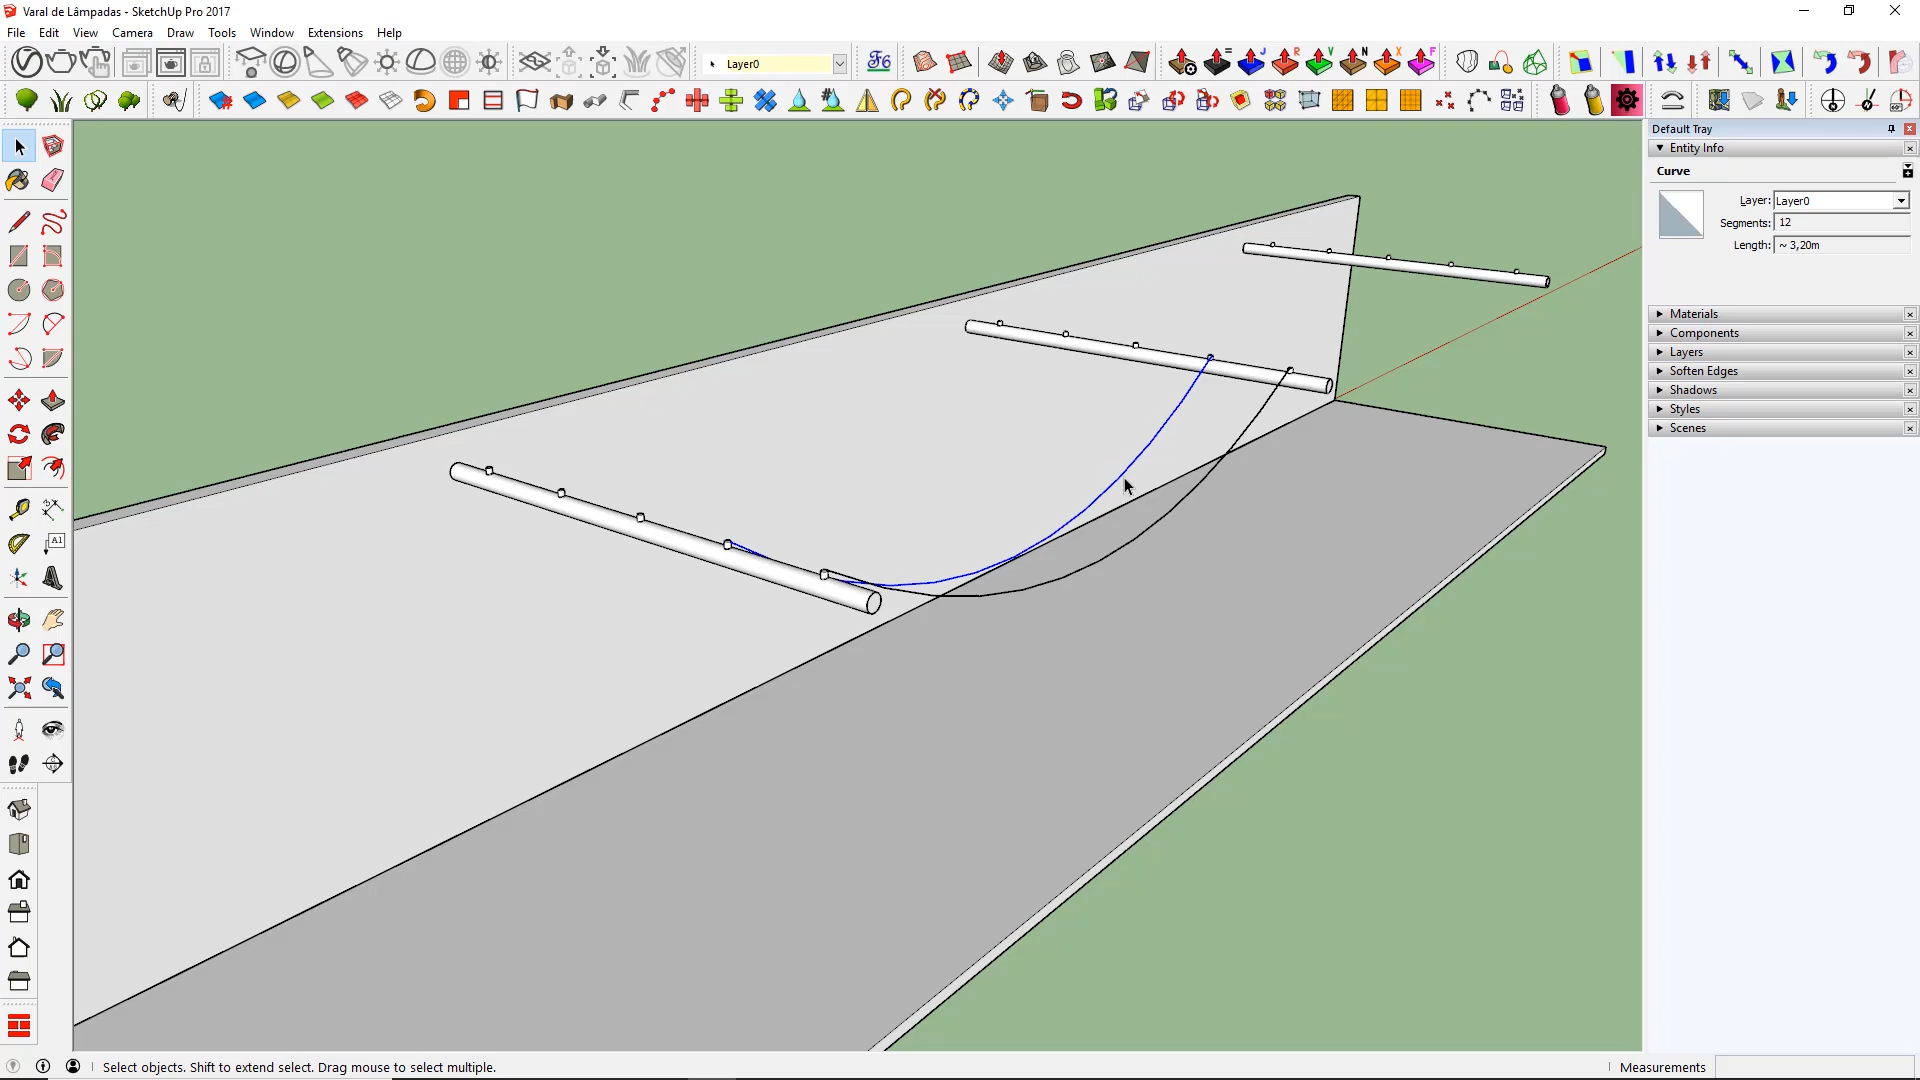 Varal de Lâmpadas - SketchUp Pro 2017
File Edit View Camera Draw Tools Window Extensions Help
Layer0
F6
= J R V N X F
Default Tray
Entity Info
Curve
Layer: Layer0
Segments: 12
Length: ~ 3,20m
Materials
Components
Layers
Soften Edges
Shadows
Styles
Scenes
A1
Select objects. Shift to extend select. Drag mouse to select multiple.
Measurements